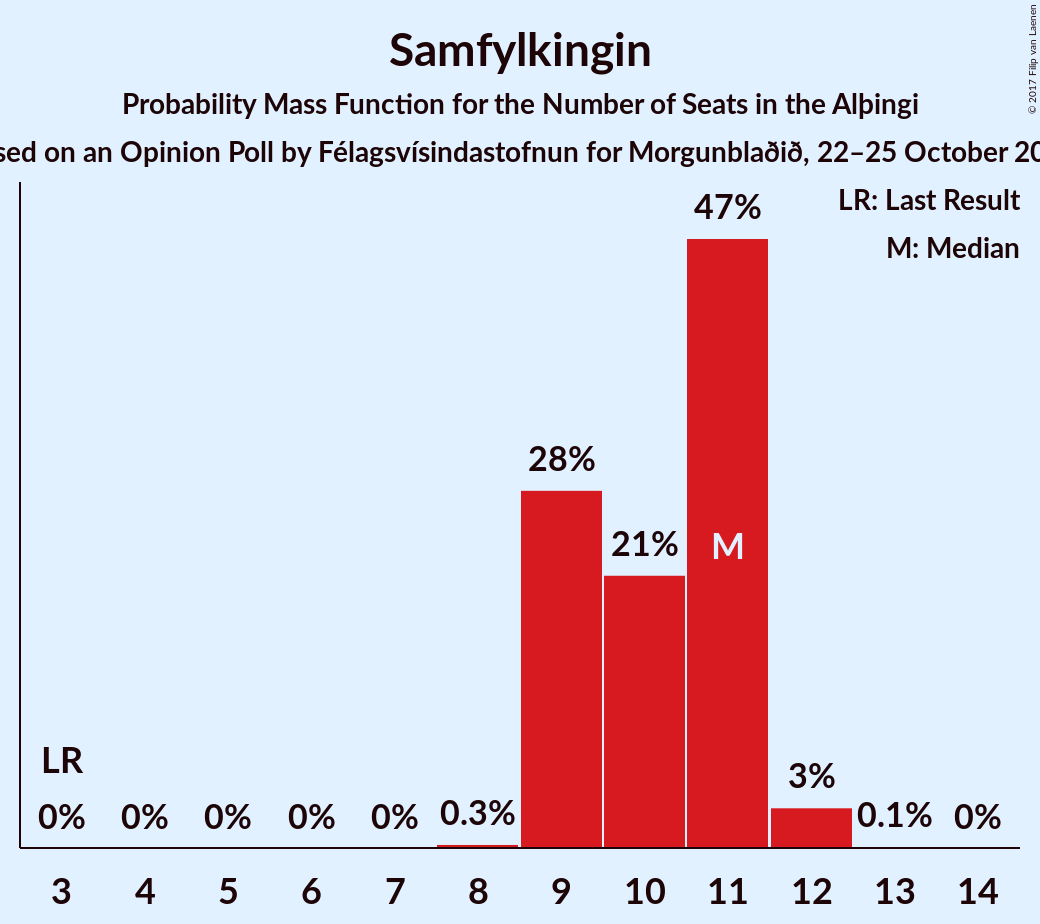 Samfylkingin
Probability Mass Function for the Number of Seats in the Alþingi
on an Opinion Poll by Félagsvísindastofnun for Morgunblaðið, 22–25 October
© 2017 Filip van Laenen
LR: Last Result
M: Median
47%
28%
21%
M
LR
3%
0% 0% 0% 0% 0% 0.3% 0.1% 0%
3 4 5 6 7 8 9 10 11 12 13 14